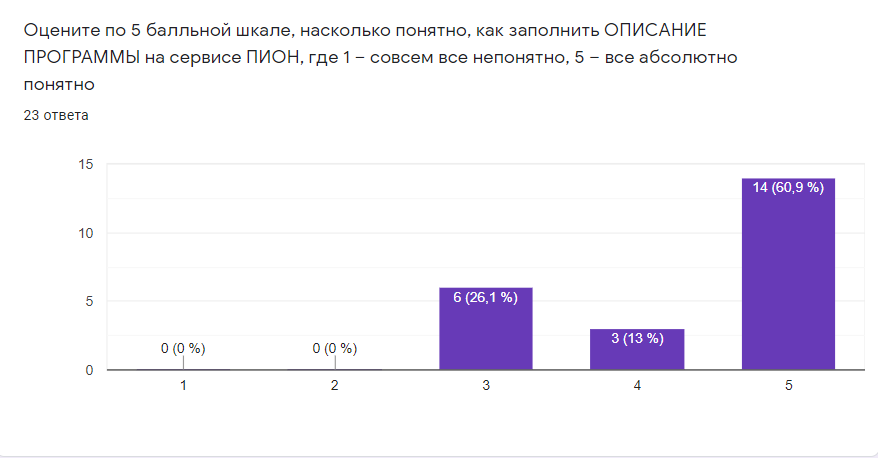 Оцените по 5 балльной шкале, насколько понятно, как заполнить ОПИСАНИЕ
ПРОГРАММЫ на сервисе ПИОН, где 1 – совсем все непонятно, 5 – все абсолютно
понятно
23 ответа
15
10
5
0
0 (0 %)
0 (0 %)
6 (26,1 %)
3 (13 %)
14 (60,9 %)
1
2
3
4
5